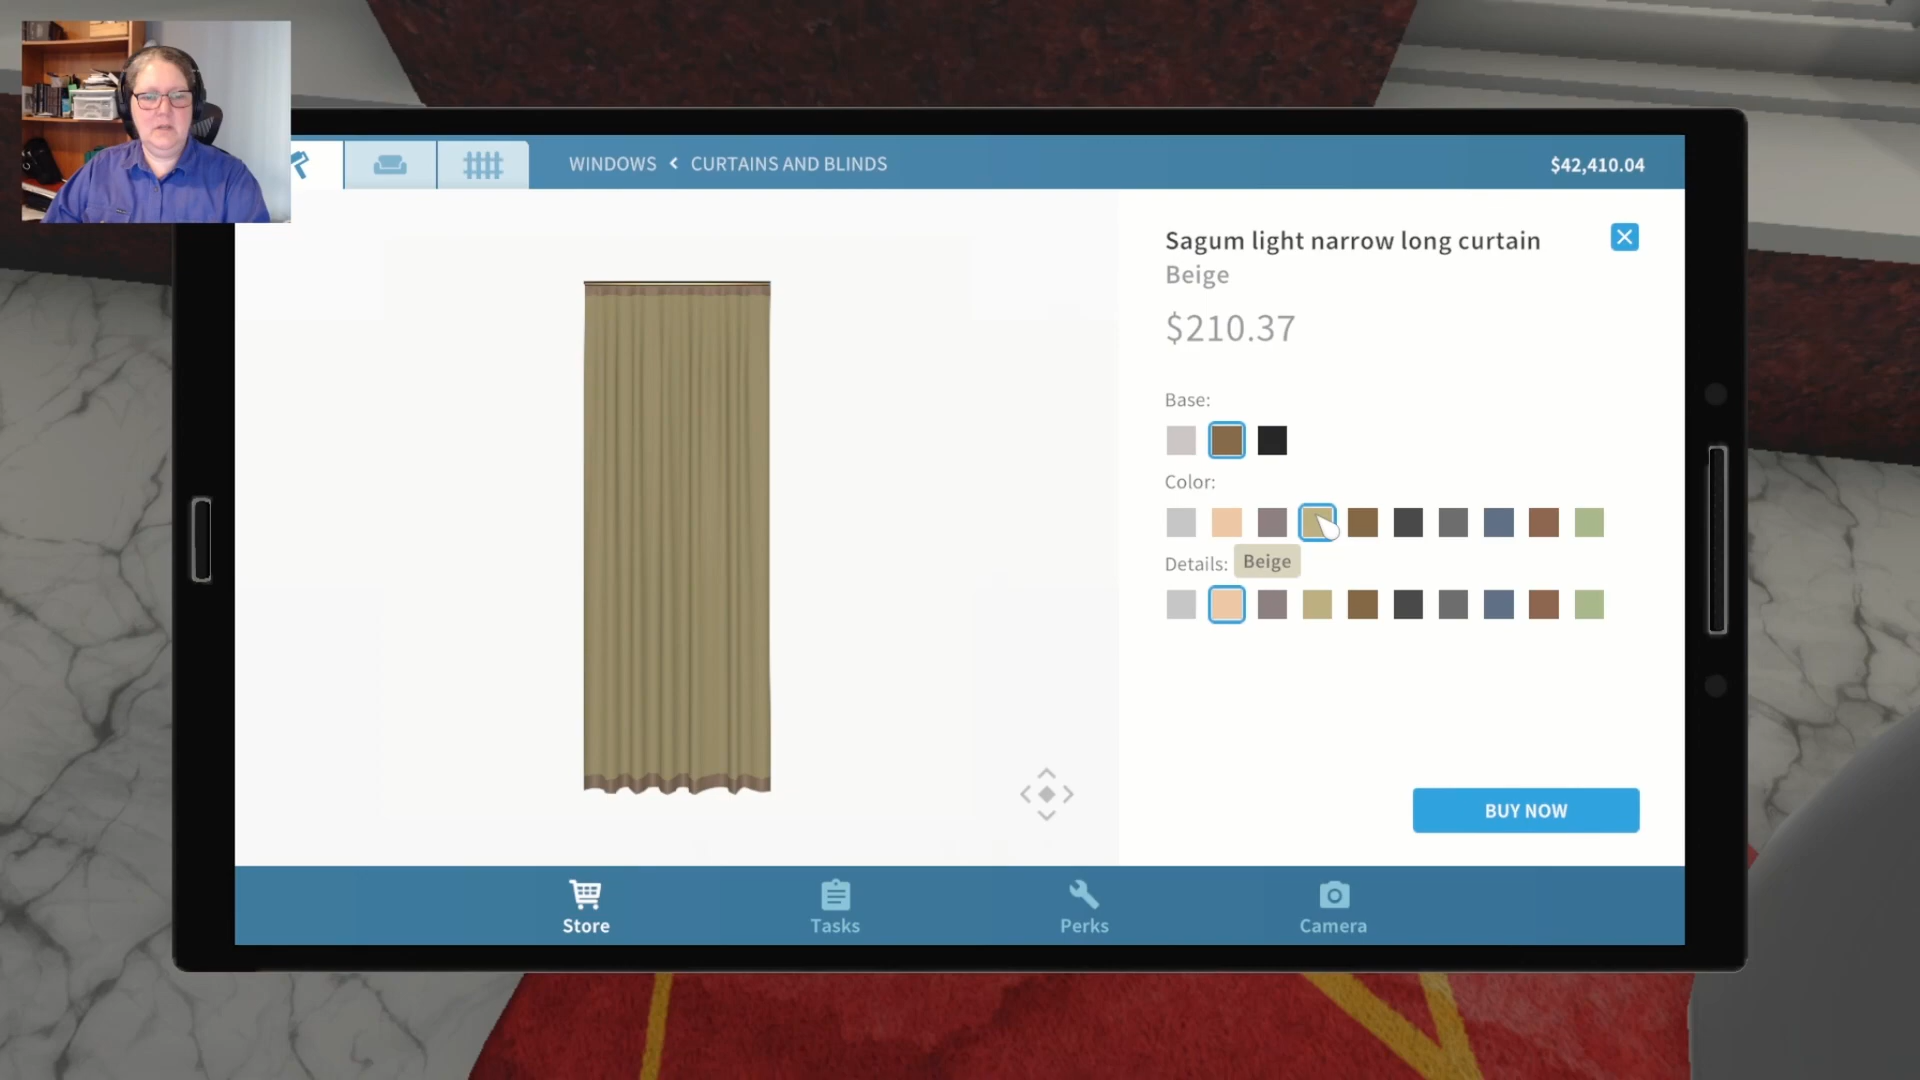 WINDOWS < CURTAINS AND BLINDS
$42,410.04
Sagum light narrow long curtain
Beige
$210.37
Base:
Color:
Details:
Beige
BUY NOW
Store
Tasks
Perks
Camera